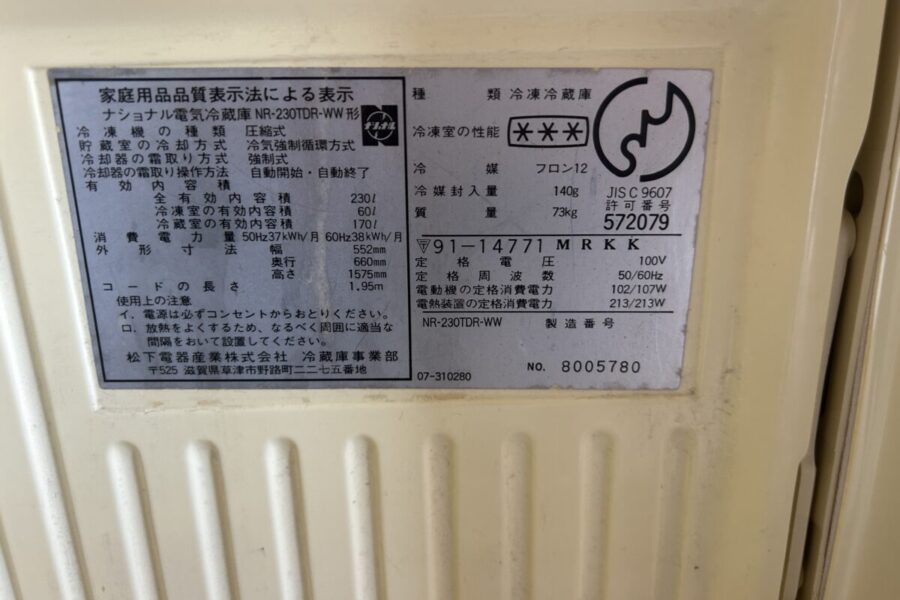 家庭用品品質表示法による表示
ナショナル電気冷蔵庫 NR-230TDR-WW形
ナショナル
冷凍機の種類 圧縮式
貯蔵室の冷却方式 冷気強制循環方式
冷却器の霜取り方式 強制式
冷却器の霜取り操作方法 自動開始・自動終了
有効内容積
全有効内容積 230ℓ
冷凍室の有効内容積 60ℓ
冷蔵室の有効内容積 170ℓ
消費電力量 50Hz37kWh/月 60Hz38kWh/月
外形寸法 幅 552mm
奥行 660mm
高さ 1575mm
コードの長さ 1.95m
使用上の注意
イ. 電源は必ずコンセントからおとりください。
ロ. 放熱をよくするため、なるべく周囲に適当な
間隔をおいて設置してください。
松下電器産業株式会社 冷蔵庫事業部
〒525 滋賀県草津市野路町二二七五番地
種類 冷凍冷蔵庫
冷凍室の性能 ***
冷媒 フロン12
冷媒封入量 140g
質量 73kg
JIS C 9607
許可番号
572079
〒91-14771 MRKK
定格電圧 100V
定格周波数 50/60Hz
電動機の定格消費電力 102/107W
電熱装置の定格消費電力 213/213W
NR-230TDR-WW 製造番号
NO. 8005780
07-310280